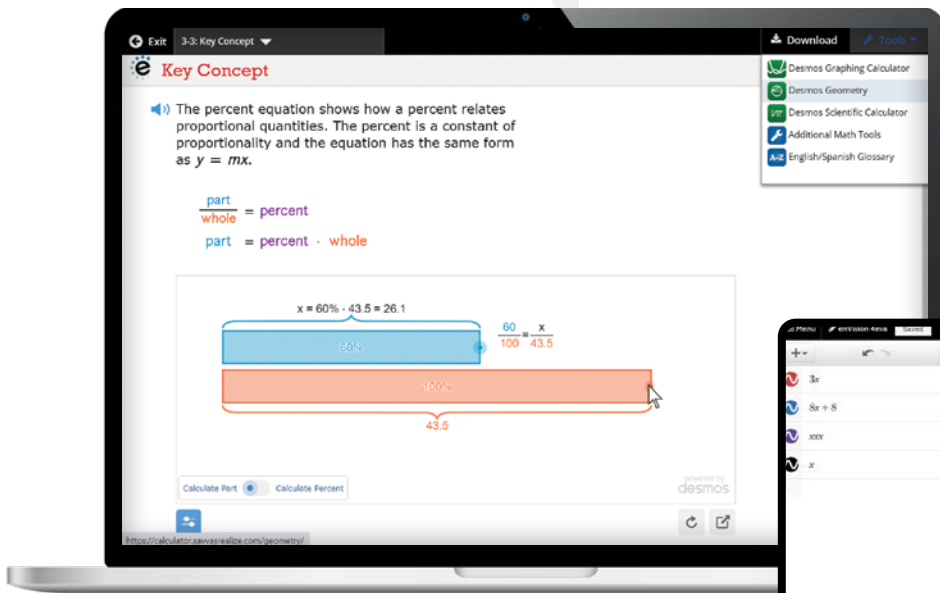 Exit 3-3: Key Concept
Download Tools
ë Key Concept
Desmos Graphing Calculator
Desmos Geometry
Desmos Scientific Calculator
Additional Math Tools
A-Z English/Spanish Glossary
The percent equation shows how a percent relates
proportional quantities. The percent is a constant of
proportionality and the equation has the same form
as y = mx.
part
whole = percent
part = percent · whole
x = 60% · 43.5 = 26.1
60%
60/100 = x/43.5
100%
43.5
Calculate Part Calculate Percent
powered by
desmos
https://calculator.savvasrealize.com/geometry/
Menu enVision 4eva Saved
3x
8x + 8
xxx
x